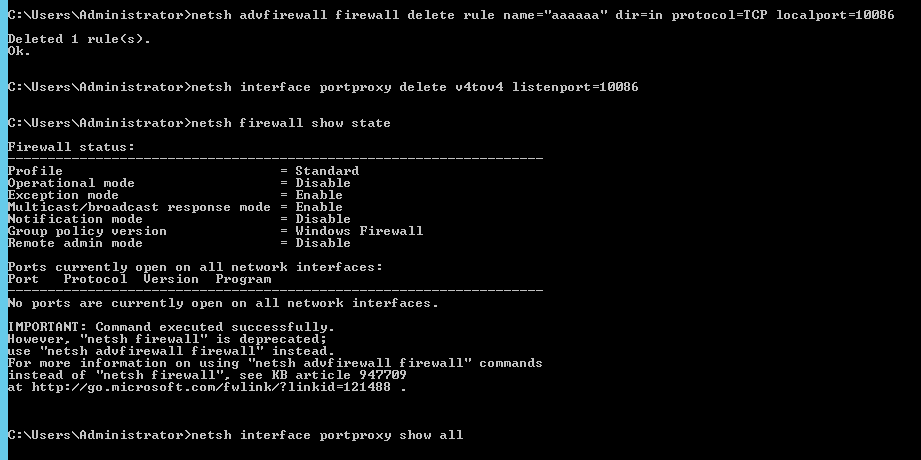 C:\Users\Administrator>netsh advfirewall firewall delete rule name="aaaaaa" dir=in protocol=TCP localport=10086
Deleted 1 rule(s).
Ok.
C:\Users\Administrator>netsh interface portproxy delete v4tov4 listenport=10086
C:\Users\Administrator>netsh firewall show state
Firewall status:
-------------------------------------------------------------------
Profile                           = Standard
Operational mode                  = Disable
Exception mode                    = Enable
Multicast/broadcast response mode = Enable
Notification mode                 = Disable
Group policy version              = Windows Firewall
Remote admin mode                 = Disable
Ports currently open on all network interfaces:
Port   Protocol  Version  Program
-------------------------------------------------------------------
No ports are currently open on all network interfaces.
IMPORTANT: Command executed successfully.
However, "netsh firewall" is deprecated;
use "netsh advfirewall firewall" instead.
For more information on using "netsh advfirewall firewall" commands
instead of "netsh firewall", see KB article 947709
at http://go.microsoft.com/fwlink/?linkid=121488 .
C:\Users\Administrator>netsh interface portproxy show all